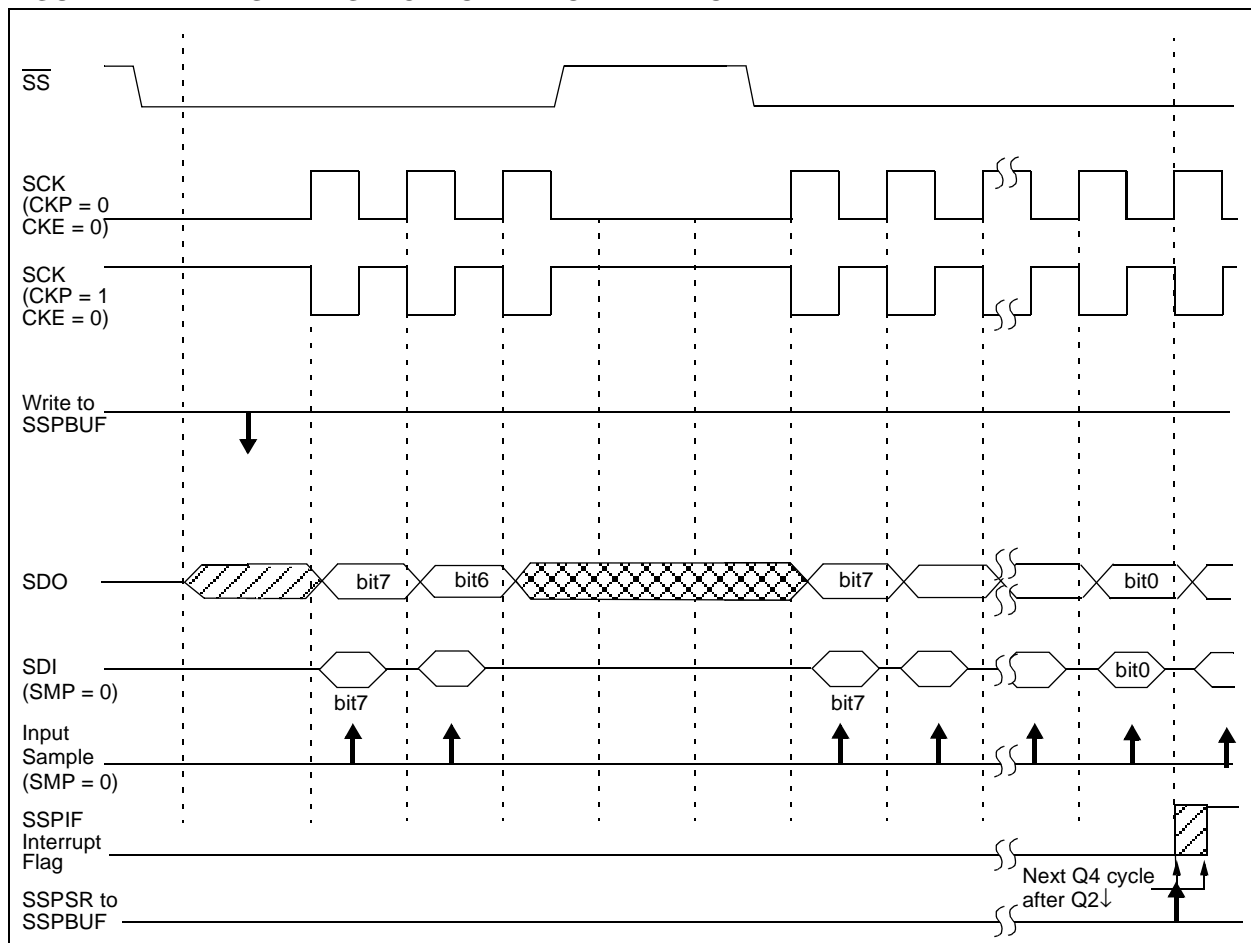 SS
SCK
(CKP = 0
CKE = 0)
SCK
(CKP = 1
CKE = 0)
Write to
SSPBUF
SDO
bit7
bit6
bit7
bit0
SDI
(SMP = 0)
bit7
bit7
bit0
Input
Sample
(SMP = 0)
SSPIF
Interrupt
Flag
Next Q4 cycle
after Q2↓
SSPSR to
SSPBUF